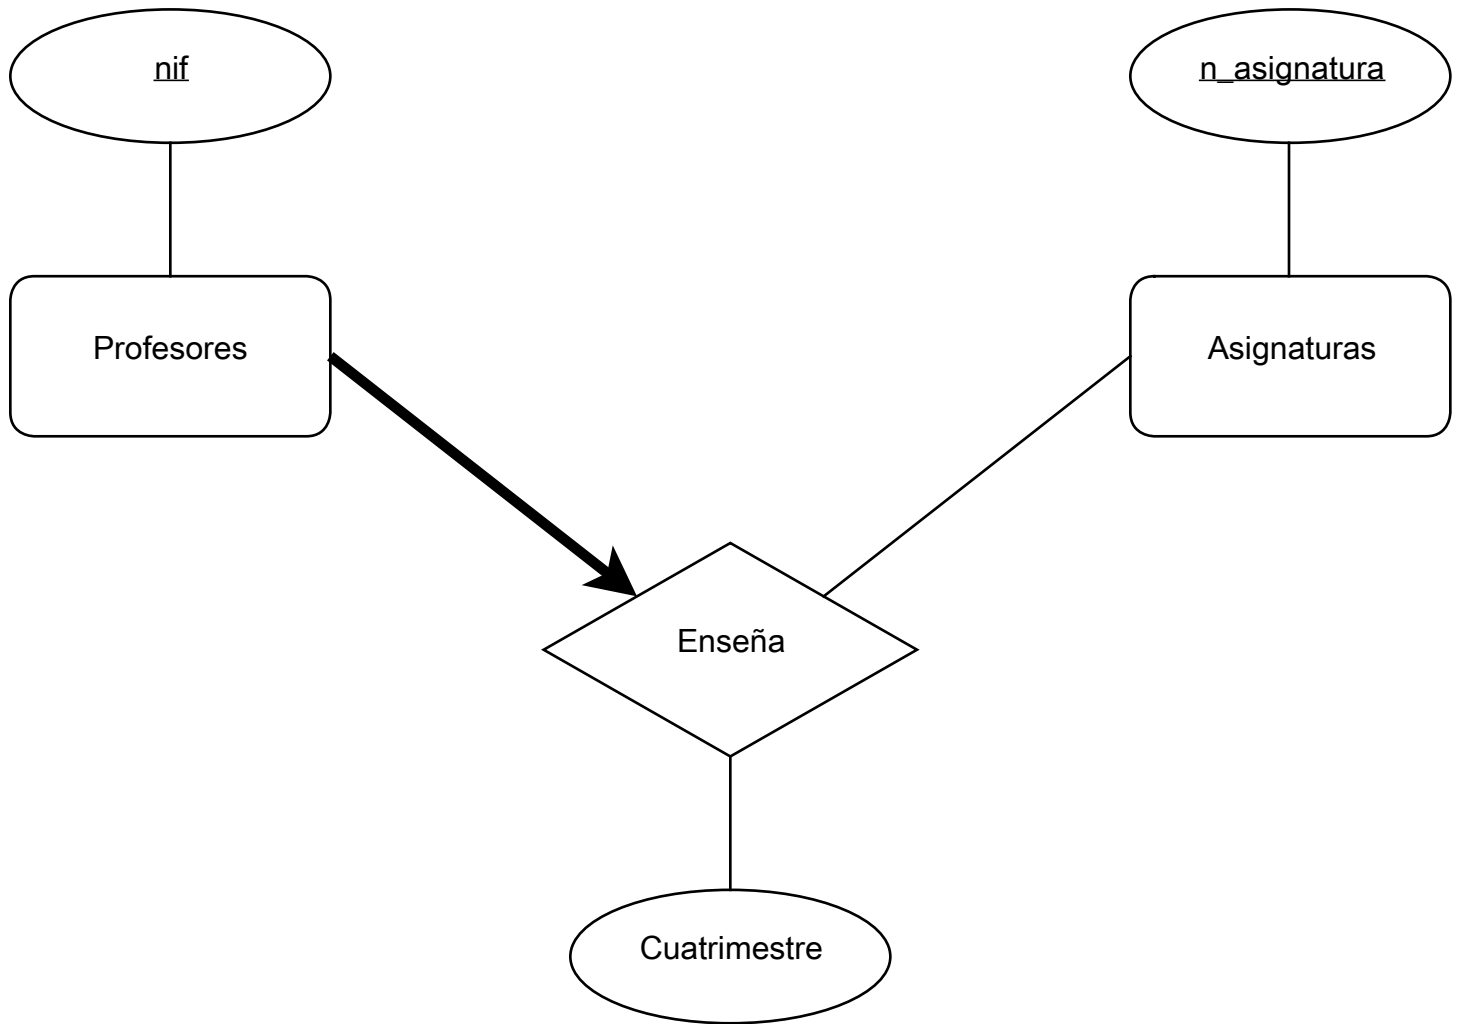 nif
n_asignatura
Profesores
Asignaturas
Enseña
Cuatrimestre